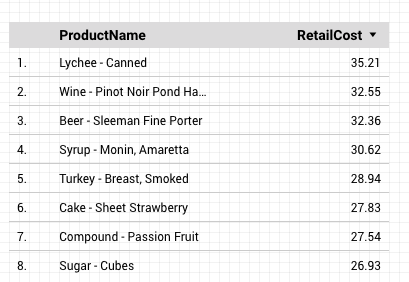 ProductName RetailCost
1. Lychee - Canned 35.21
2. Wine - Pinot Noir Pond Ha... 32.55
3. Beer - Sleeman Fine Porter 32.36
4. Syrup - Monin, Amaretta 30.62
5. Turkey - Breast, Smoked 28.94
6. Cake - Sheet Strawberry 27.83
7. Compound - Passion Fruit 27.54
8. Sugar - Cubes 26.93